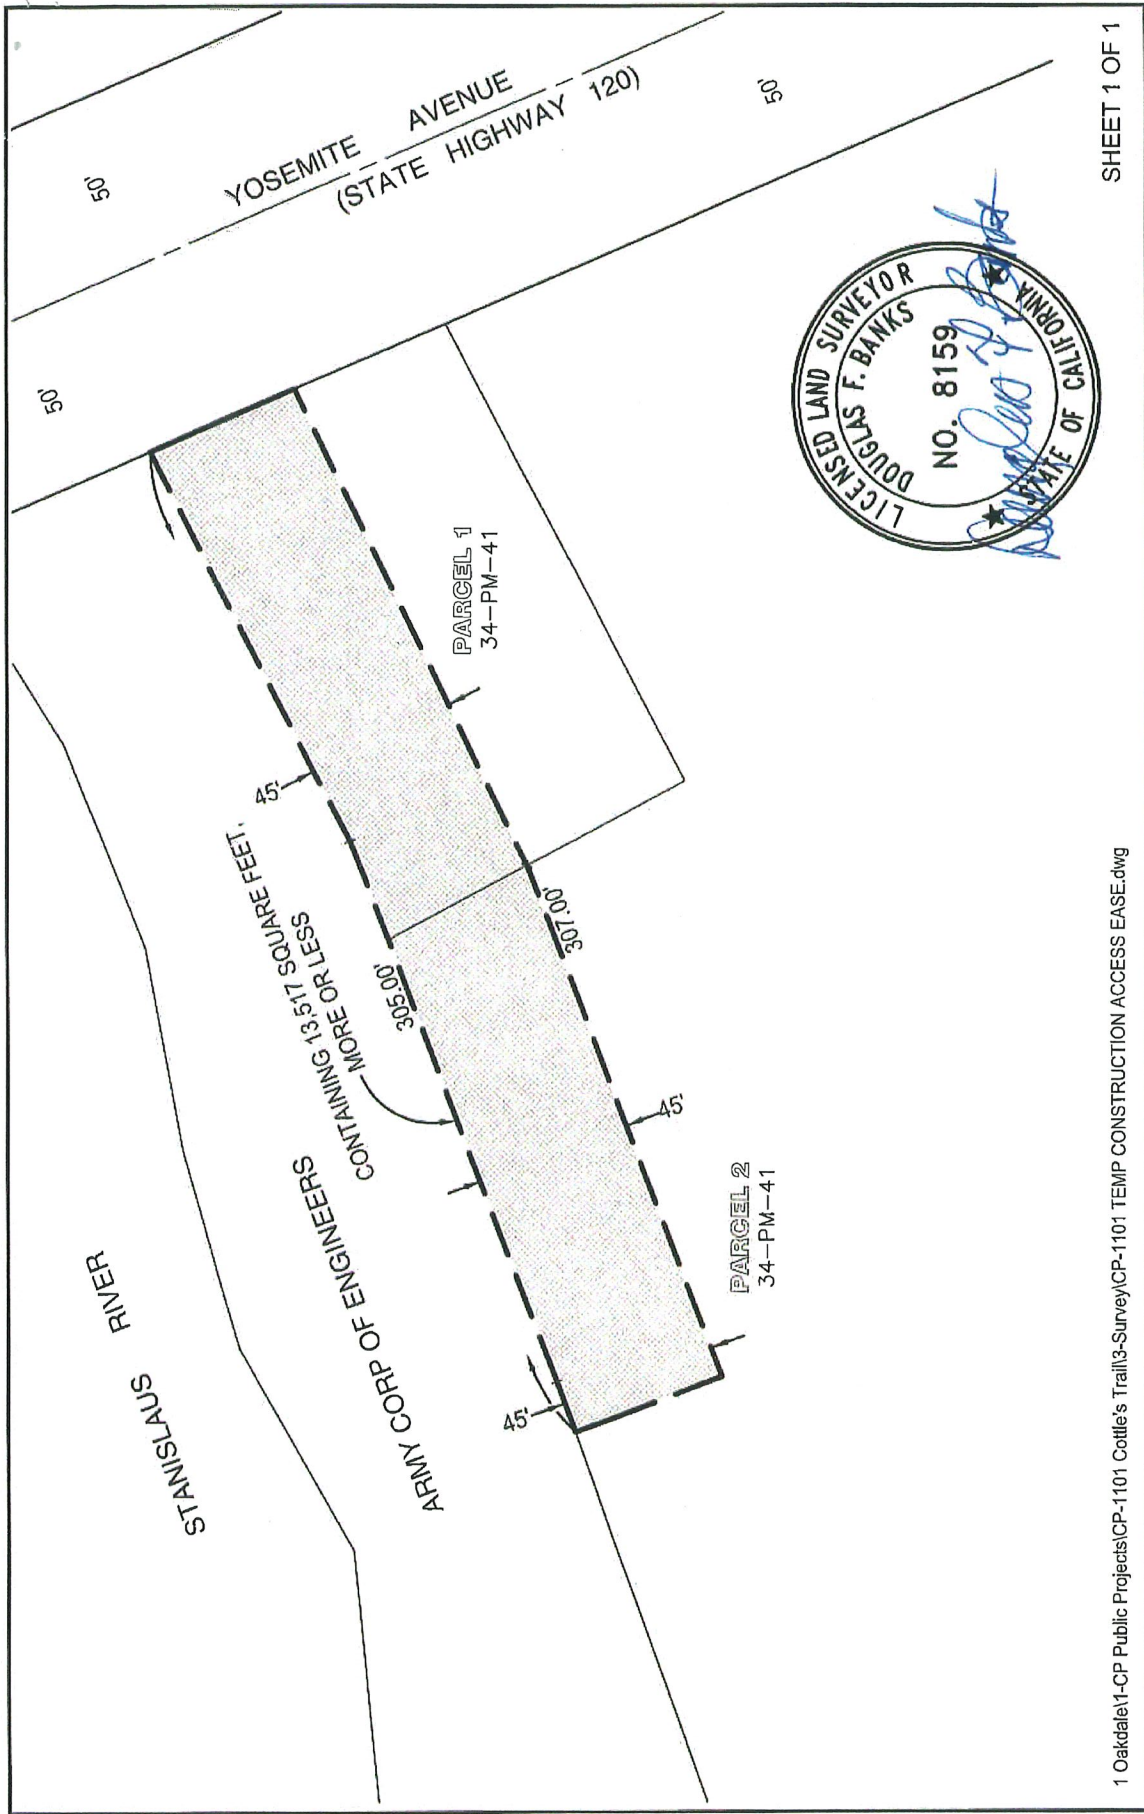 STANISLAUS RIVER
ARMY CORP OF ENGINEERS
CONTAINING 13,517 SQUARE FEET,
MORE OR LESS
45'
305.00'
45'
50'
50'
YOSEMITE AVENUE
(STATE HIGHWAY 120)
50'
307.00'
45'
PARCEL 1
34-PM-41
PARCEL 2
34-PM-41
LICENSED LAND SURVEYOR
DOUGLAS F. BANKS
NO. 8159
STATE OF CALIFORNIA
Douglas F Banks
1 Oakdale\1-CP Public Projects\CP-1101 Cottle's Trail\3-Survey\CP-1101 TEMP CONSTRUCTION ACCESS EASE.dwg
SHEET 1 OF 1